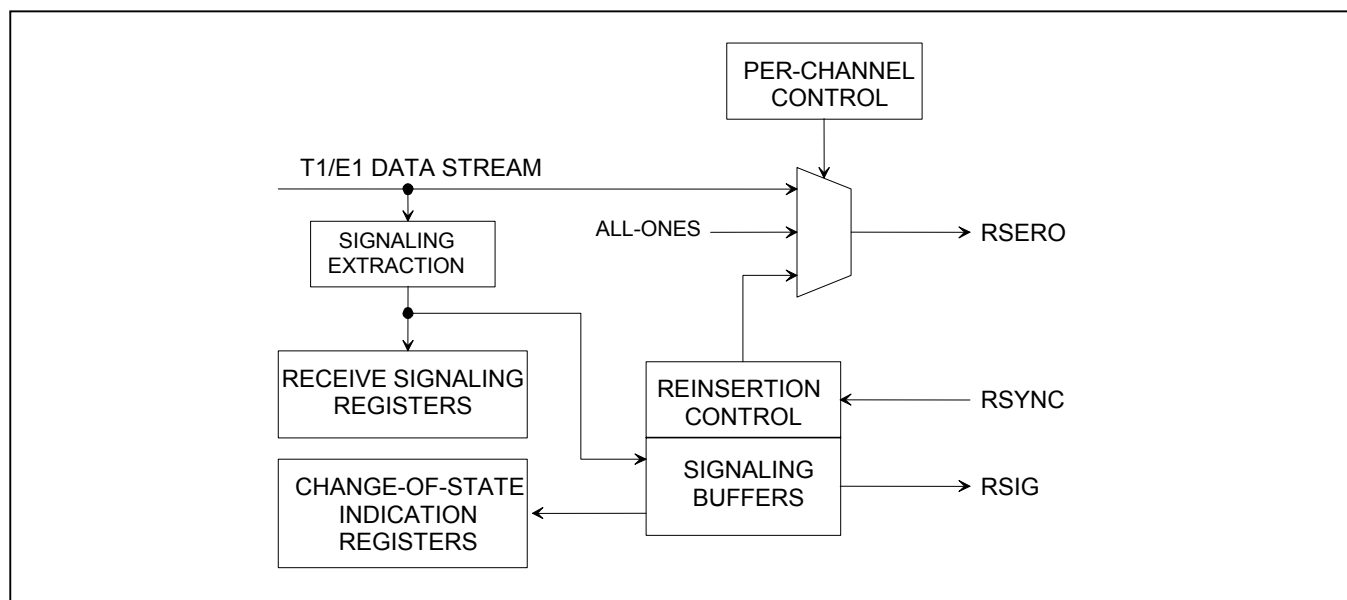 PER-CHANNEL
CONTROL
T1/E1 DATA STREAM
ALL-ONES
RSERO
SIGNALING
EXTRACTION
RECEIVE SIGNALING
REGISTERS
REINSERTION
CONTROL
RSYNC
CHANGE-OF-STATE
INDICATION
REGISTERS
SIGNALING
BUFFERS
RSIG